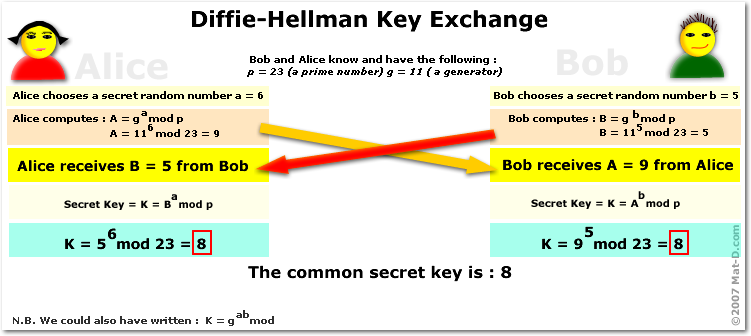 Diffie-Hellman Key Exchange
Alice
Bob
Bob and Alice know and have the following :
p = 23 (a prime number) g = 11 ( a generator)
Alice chooses a secret random number a = 6
Alice computes : A = g^a mod p
A = 11^6 mod 23 = 9
Alice receives B = 5 from Bob
Secret Key = K = B^a mod p
K = 5^6 mod 23 = 8
Bob chooses a secret random number b = 5
Bob computes : B = g^b mod p
B = 11^5 mod 23 = 5
Bob receives A = 9 from Alice
Secret Key = K = A^b mod p
K = 9^5 mod 23 = 8
The common secret key is : 8
N.B. We could also have written : K = g^ab mod
©2007 Mat-D.com